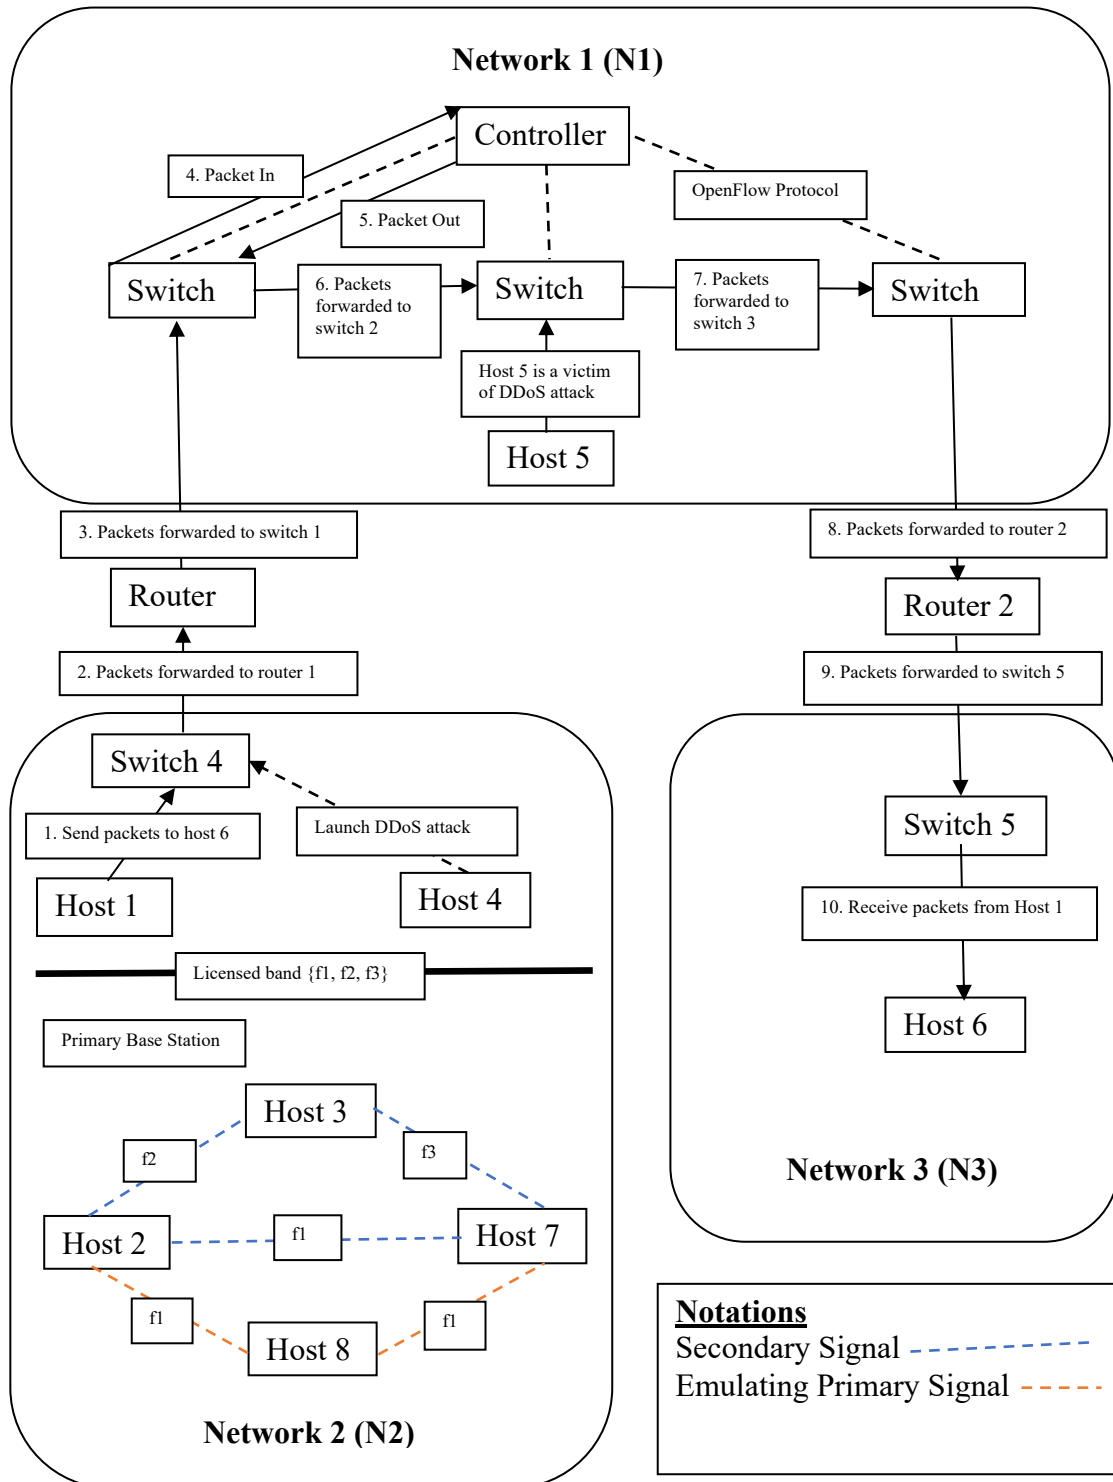 Network 1 (N1)
Controller
4. Packet In
OpenFlow Protocol
5. Packet Out
Switch
6. Packets
forwarded to
switch 2
Switch
7. Packets
forwarded to
switch 3
Switch
Host 5 is a victim
of DDoS attack
Host 5
3. Packets forwarded to switch 1
8. Packets forwarded to router 2
Router
Router 2
2. Packets forwarded to router 1
9. Packets forwarded to switch 5
Switch 4
1. Send packets to host 6
Launch DDoS attack
Switch 5
Host 1
Host 4
10. Receive packets from Host 1
Licensed band {f1, f2, f3}
Host 6
Primary Base Station
Host 3
f2
f3
Host 2
f1
Host 7
f1
f1
Host 8
Network 2 (N2)
Network 3 (N3)
Notations
Secondary Signal
Emulating Primary Signal